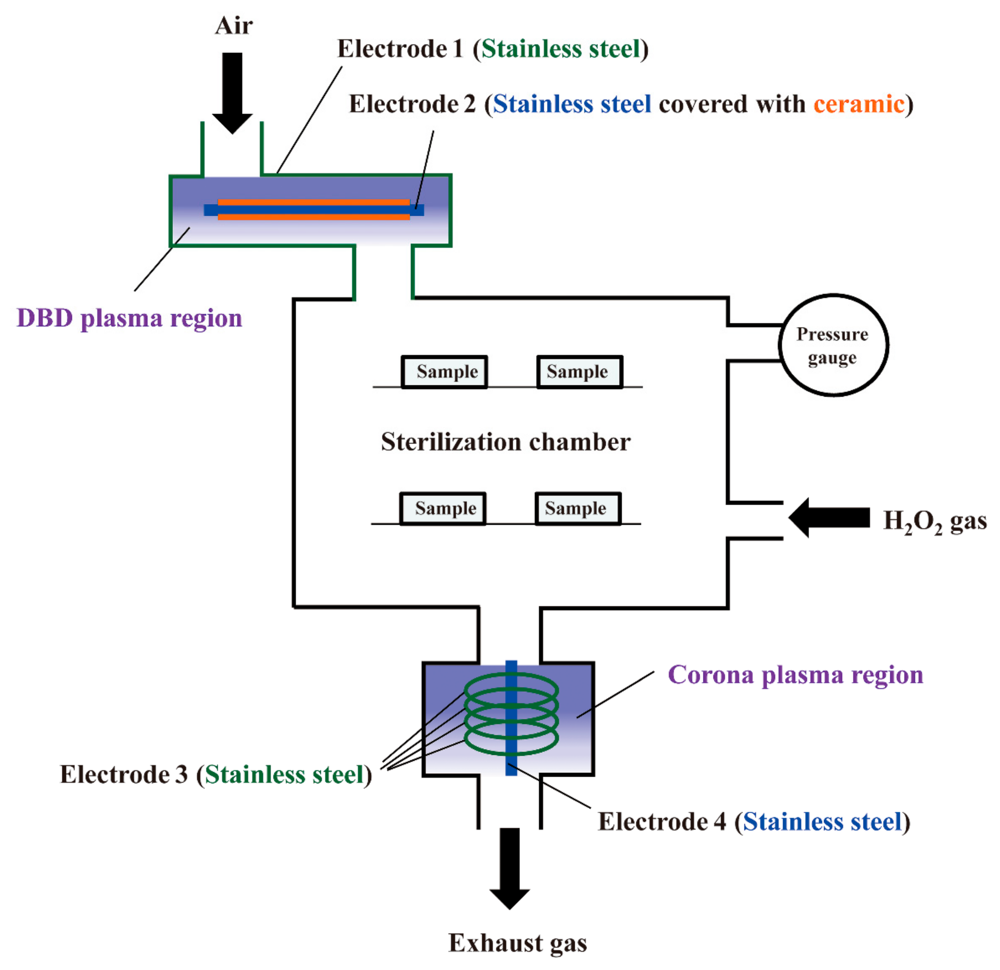 Air
Electrode 1 (Stainless steel)
Electrode 2 (Stainless steel covered with ceramic)
DBD plasma region
Pressure
gauge
Sample
Sample
Sterilization chamber
Sample
Sample
H₂O₂ gas
Corona plasma region
Electrode 3 (Stainless steel)
Electrode 4 (Stainless steel)
Exhaust gas